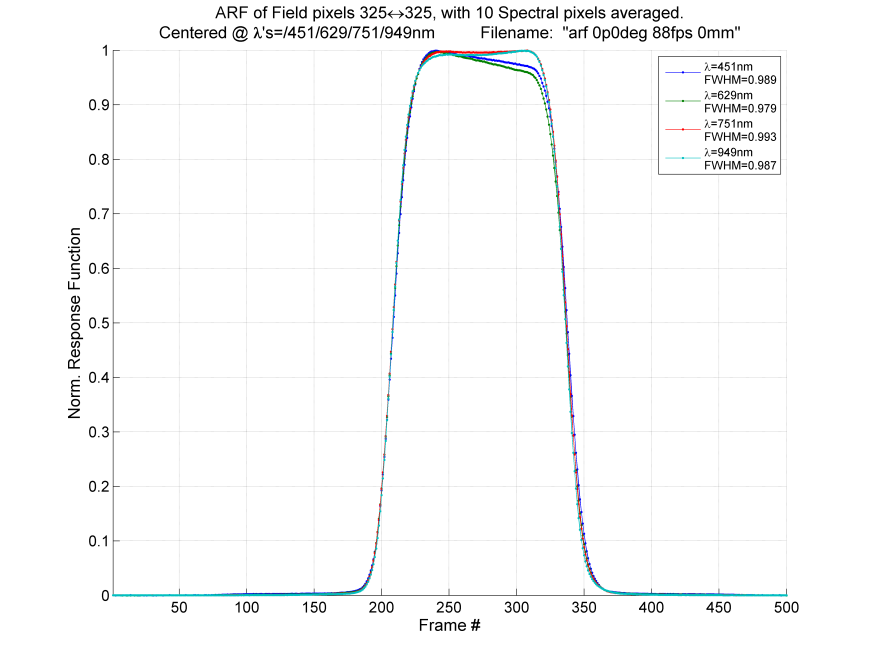 ARF of Field pixels 325↔325, with 10 Spectral pixels averaged.
Centered @ λ's=/451/629/751/949nm Filename: "arf 0p0deg 88fps 0mm"
λ=451nm
FWHM=0.989
λ=629nm
FWHM=0.979
λ=751nm
FWHM=0.993
λ=949nm
FWHM=0.987
Norm. Response Function
1
0.9
0.8
0.7
0.6
0.5
0.4
0.3
0.2
0.1
0
50 100 150 200 250 300 350 400 450 500
Frame #